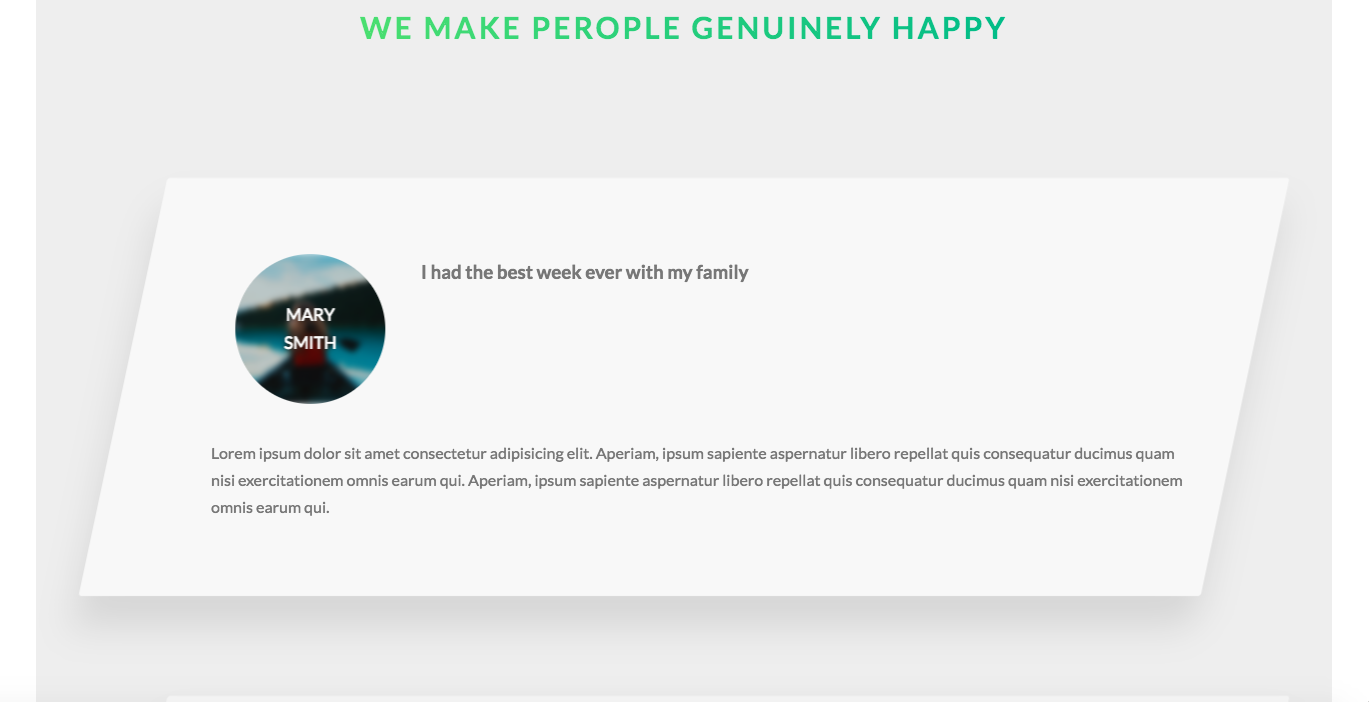 WE MAKE PEROPLE GENUINELY HAPPY
MARY
SMITH
I had the best week ever with my family
Lorem ipsum dolor sit amet consectetur adipisicing elit. Aperiam, ipsum sapiente aspernatur libero repellat quis consequatur ducimus quam
nisi exercitationem omnis earum qui. Aperiam, ipsum sapiente aspernatur libero repellat quis consequatur ducimus quam nisi exercitationem
omnis earum qui.